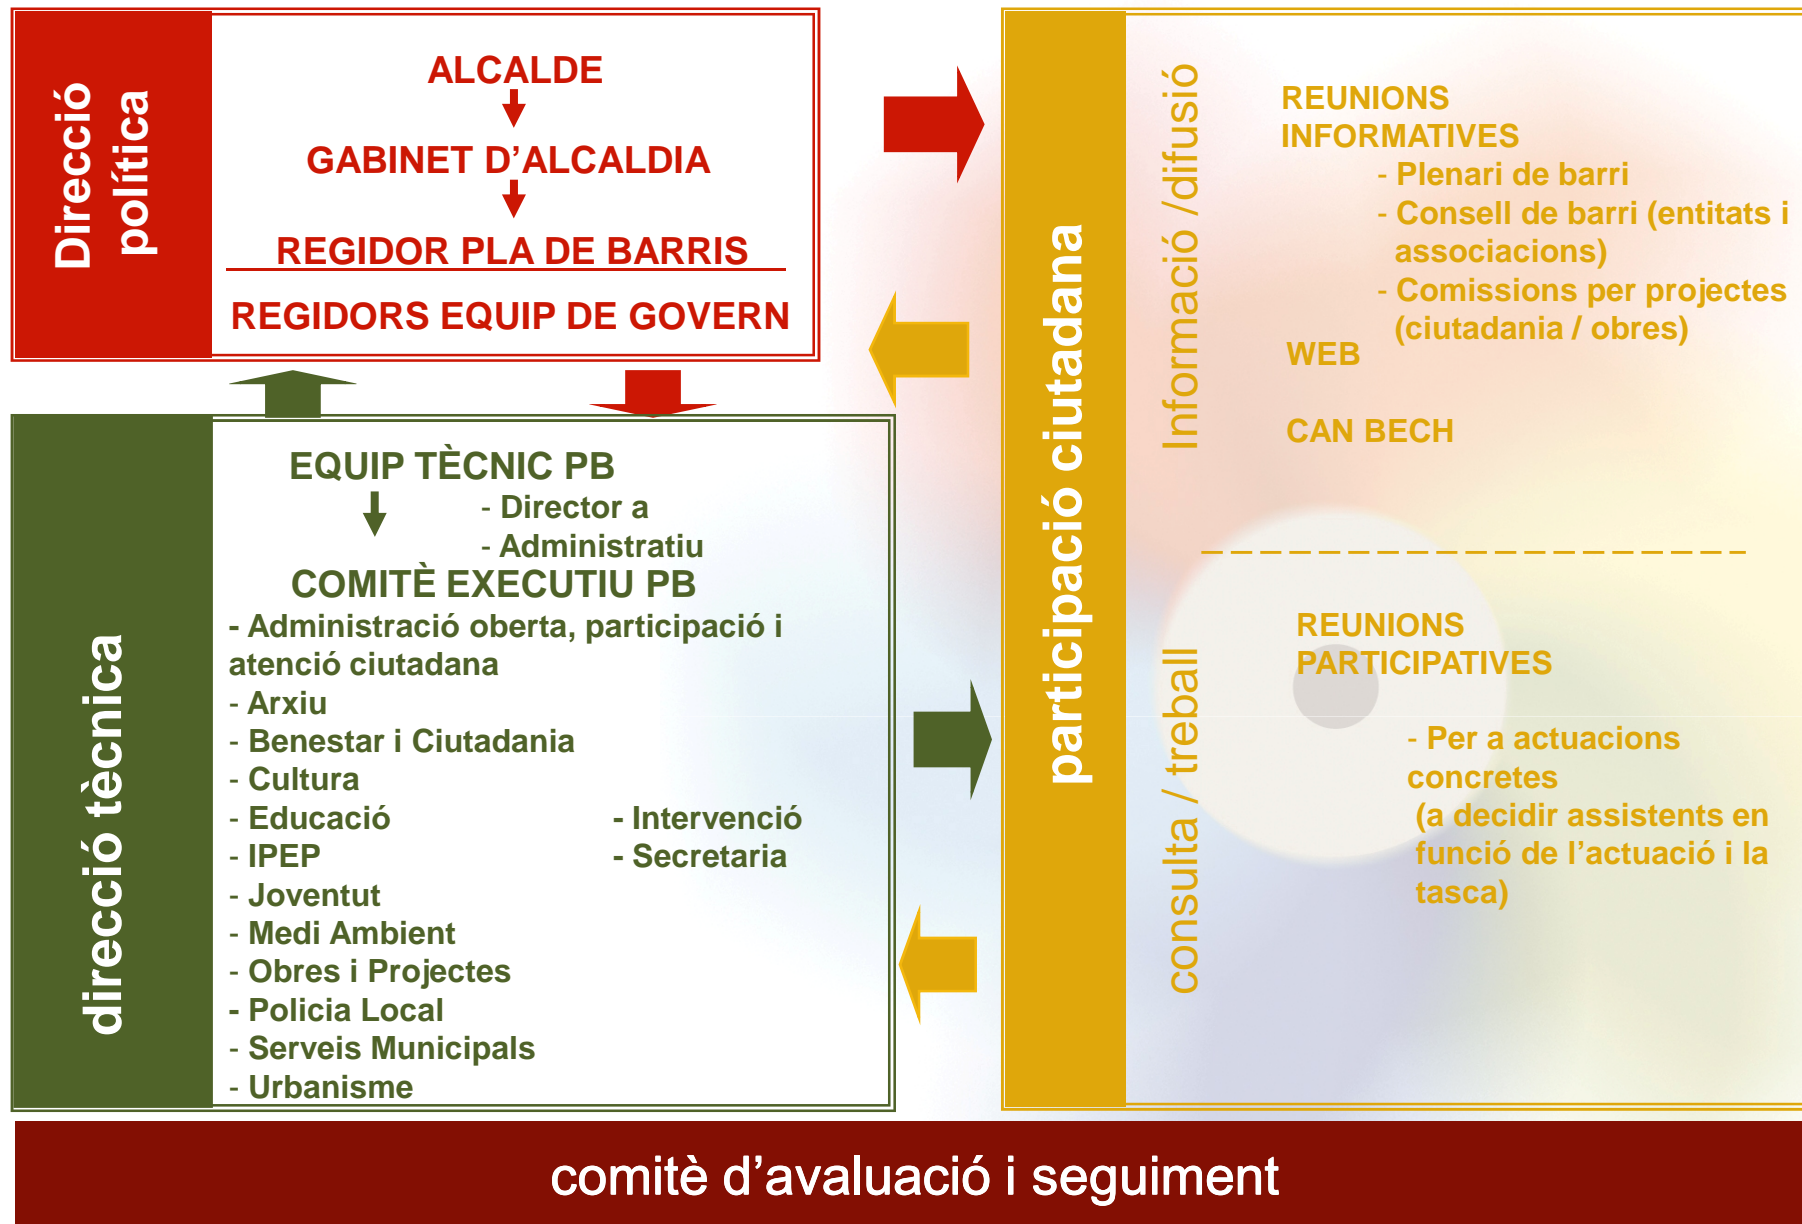 Direcció
política
ALCALDE
GABINET D’ALCALDIA
REGIDOR PLA DE BARRIS
REGIDORS EQUIP DE GOVERN
direcció tècnica
EQUIP TÈCNIC PB
- Director a
- Administratiu
COMITÈ EXECUTIU PB
- Administració oberta, participació i
atenció ciutadana
- Arxiu
- Benestar i Ciutadania
- Cultura
- Educació
- IPEP
- Joventut
- Medi Ambient
- Obres i Projectes
- Policia Local
- Serveis Municipals
- Urbanisme
- Intervenció
- Secretaria
participació ciutadana
Informació /difusió
REUNIONS
INFORMATIVES
- Plenari de barri
- Consell de barri (entitats i
associacions)
- Comissions per projectes
(ciutadania / obres)
WEB
CAN BECH
consulta / treball
REUNIONS
PARTICIPATIVES
- Per a actuacions
concretes
(a decidir assistents en
funció de l’actuació i la
tasca)
comitè d’avaluació i seguiment